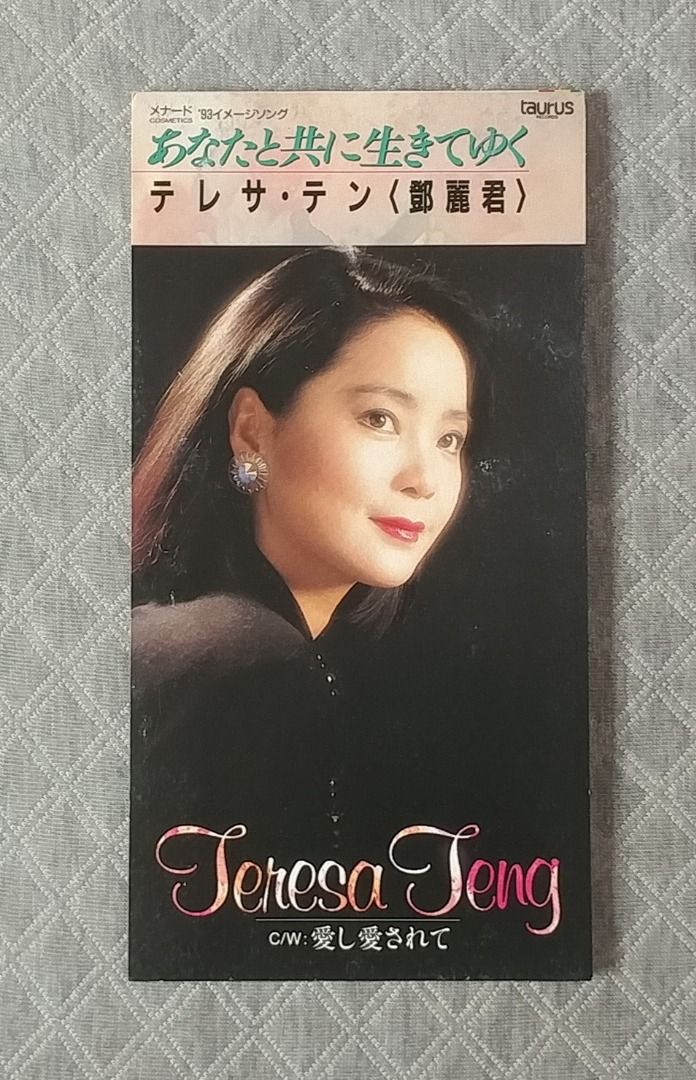 メナード '93イメージソング
COSMETICS
taurus
RECORDS
あなたと共に生きてゆく
テレサ・テン〈鄧麗君〉
Teresa Teng
C/W:愛し愛されて